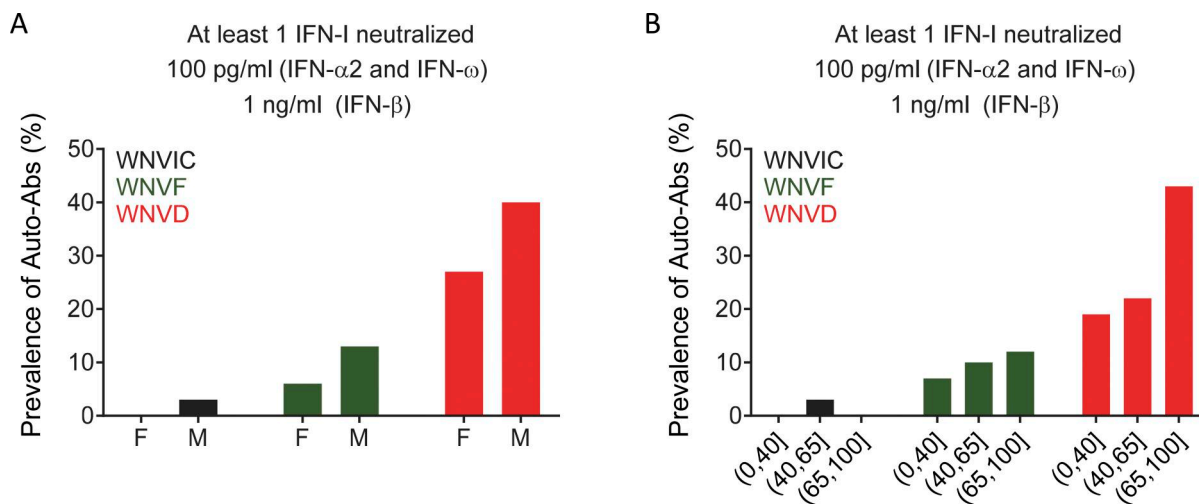 A
At least 1 IFN-I neutralized
100 pg/ml (IFN-α2 and IFN-ω)
1 ng/ml (IFN-β)
Prevalence of Auto-Abs (%)
50
40
30
20
10
0
WNVIC
WNVF
WNVD
F
M
F
M
F
M
B
At least 1 IFN-I neutralized
100 pg/ml (IFN-α2 and IFN-ω)
1 ng/ml (IFN-β)
Prevalence of Auto-Abs (%)
50
40
30
20
10
0
WNVIC
WNVF
WNVD
(0,40]
(40,65]
(65,100]
(0,40]
(40,65]
(65,100]
(0,40]
(40,65]
(65,100]